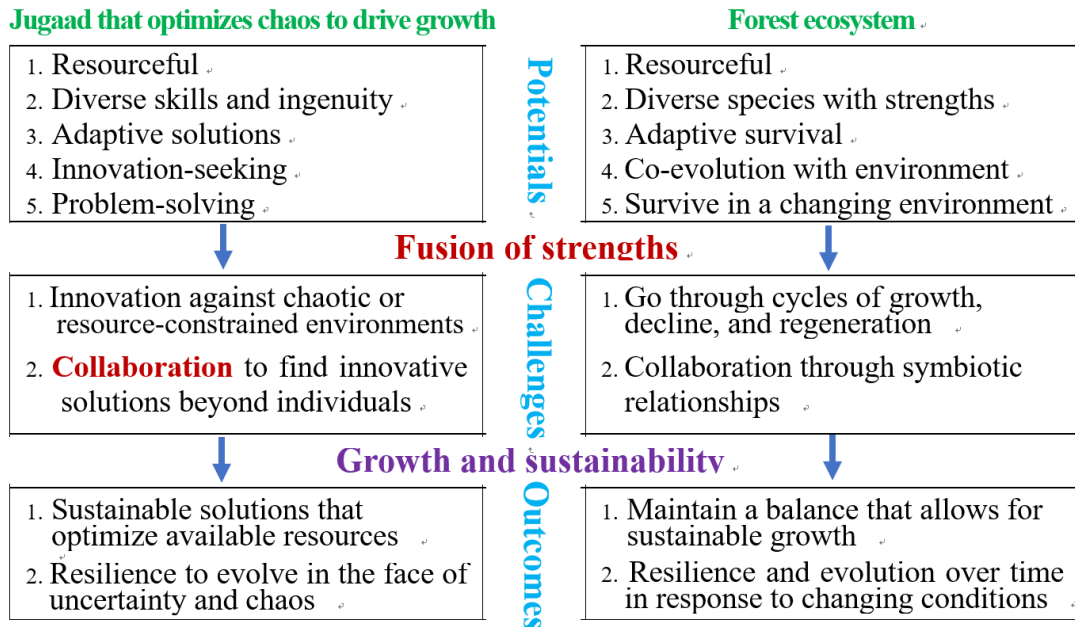 Jugaad that optimizes chaos to drive growth
Forest ecosystem
1. Resourceful
2. Diverse skills and ingenuity
3. Adaptive solutions
4. Innovation-seeking
5. Problem-solving
Potentials
1. Resourceful
2. Diverse species with strengths
3. Adaptive survival
4. Co-evolution with environment
5. Survive in a changing environment
Fusion of strengths
1. Innovation against chaotic or
resource-constrained environments
2. Collaboration to find innovative
solutions beyond individuals
Challenges
1. Go through cycles of growth,
decline, and regeneration
2. Collaboration through symbiotic
relationships
Growth and sustainability
1. Sustainable solutions that
optimize available resources
2. Resilience to evolve in the face of
uncertainty and chaos
Outcomes
1. Maintain a balance that allows for
sustainable growth
2. Resilience and evolution over time
in response to changing conditions